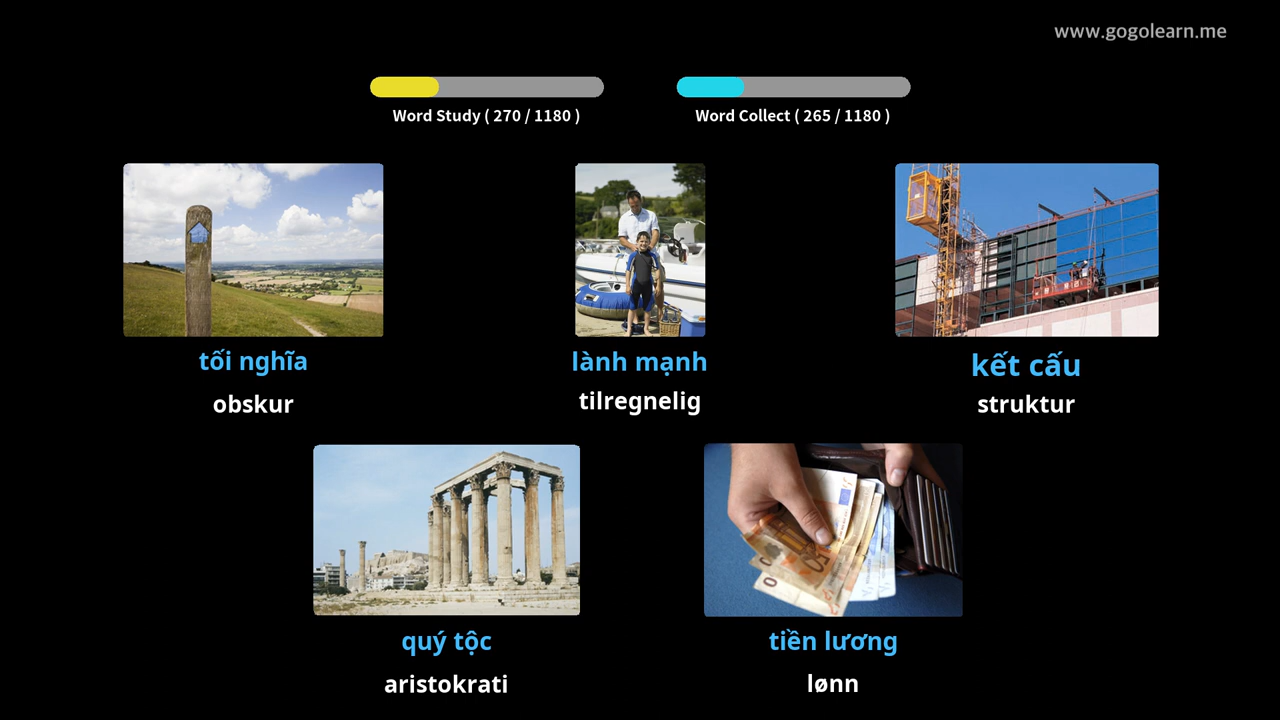 www.gogolearn.me
Word Study ( 270 / 1180 )
Word Collect ( 265 / 1180 )
tối nghĩa
obskur
lành mạnh
tilregnelig
kết cấu
struktur
quý tộc
aristokrati
tiền lương
lønn